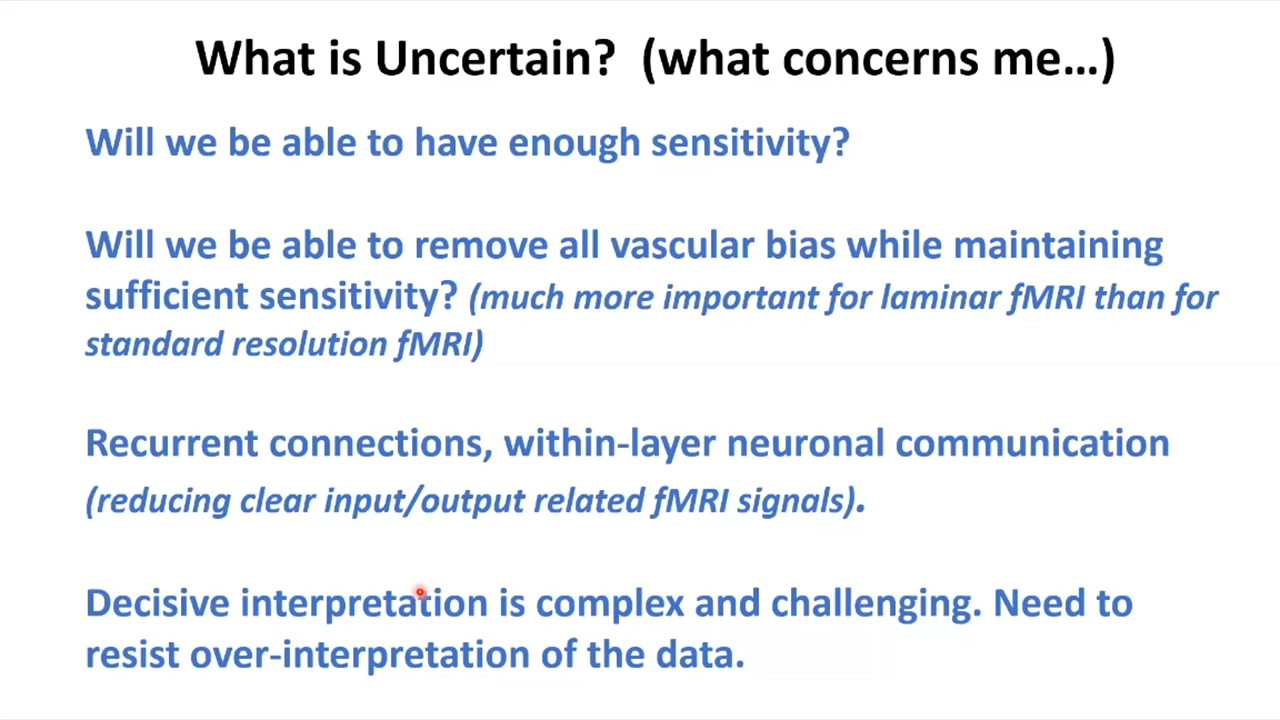 What is Uncertain?  (what concerns me…)
Will we be able to have enough sensitivity?
Will we be able to remove all vascular bias while maintaining
sufficient sensitivity? (much more important for laminar fMRI than for
standard resolution fMRI)
Recurrent connections, within-layer neuronal communication
(reducing clear input/output related fMRI signals).
Decisive interpretation is complex and challenging. Need to
resist over-interpretation of the data.